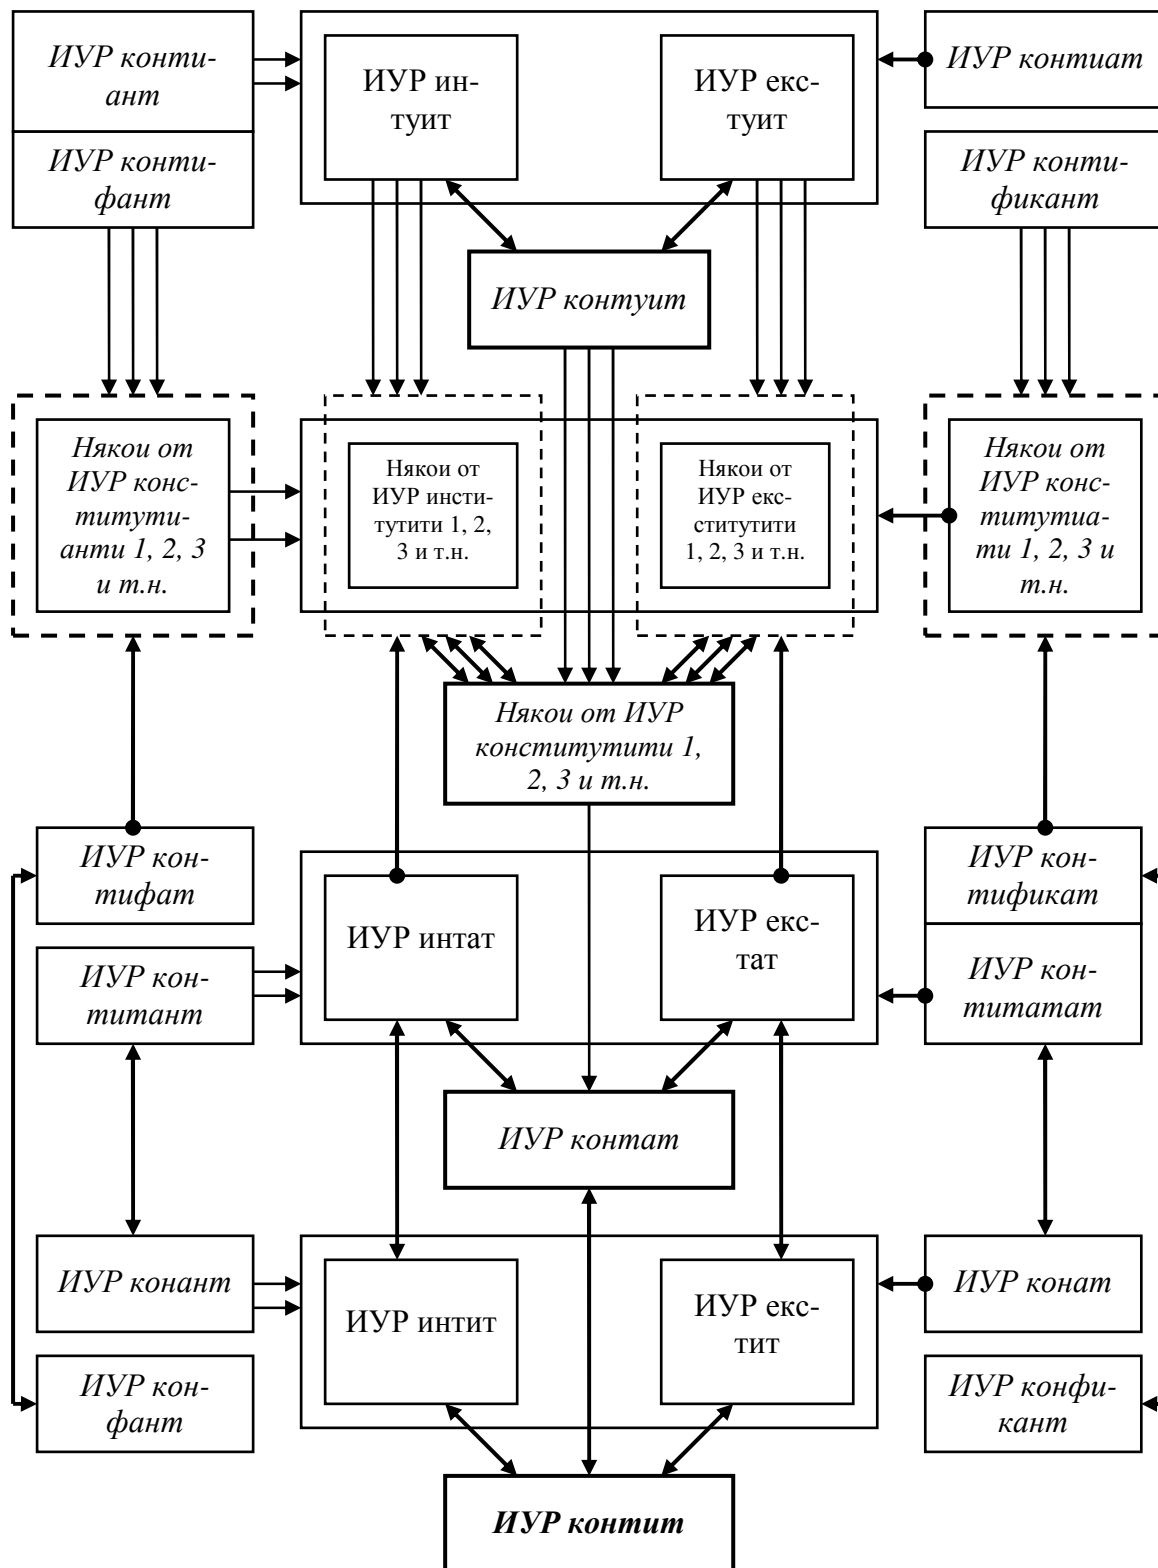 ИУР конти-
ант
ИУР ин-
туит
ИУР екс-
туит
ИУР контиат
ИУР конти-
фант
ИУР конти-
фикант
ИУР контуит
Някои от
ИУР конс-
титути-
анти 1, 2, 3
и т.н.
Някои от
ИУР инсти-
тутити 1, 2,
3 и т.н.
Някои от
ИУР екс-
ститутити
1, 2, 3 и т.н.
Някои от
ИУР конс-
титутиа-
ти 1, 2, 3 и
т.н.
Някои от ИУР
конститутити 1,
2, 3 и т.н.
ИУР кон-
тифат
ИУР интат
ИУР екс-
тат
ИУР кон-
тификат
ИУР кон-
титант
ИУР кон-
титатат
ИУР контат
ИУР конант
ИУР интит
ИУР екс-
тит
ИУР конат
ИУР кон-
фант
ИУР конфи-
кант
ИУР контит